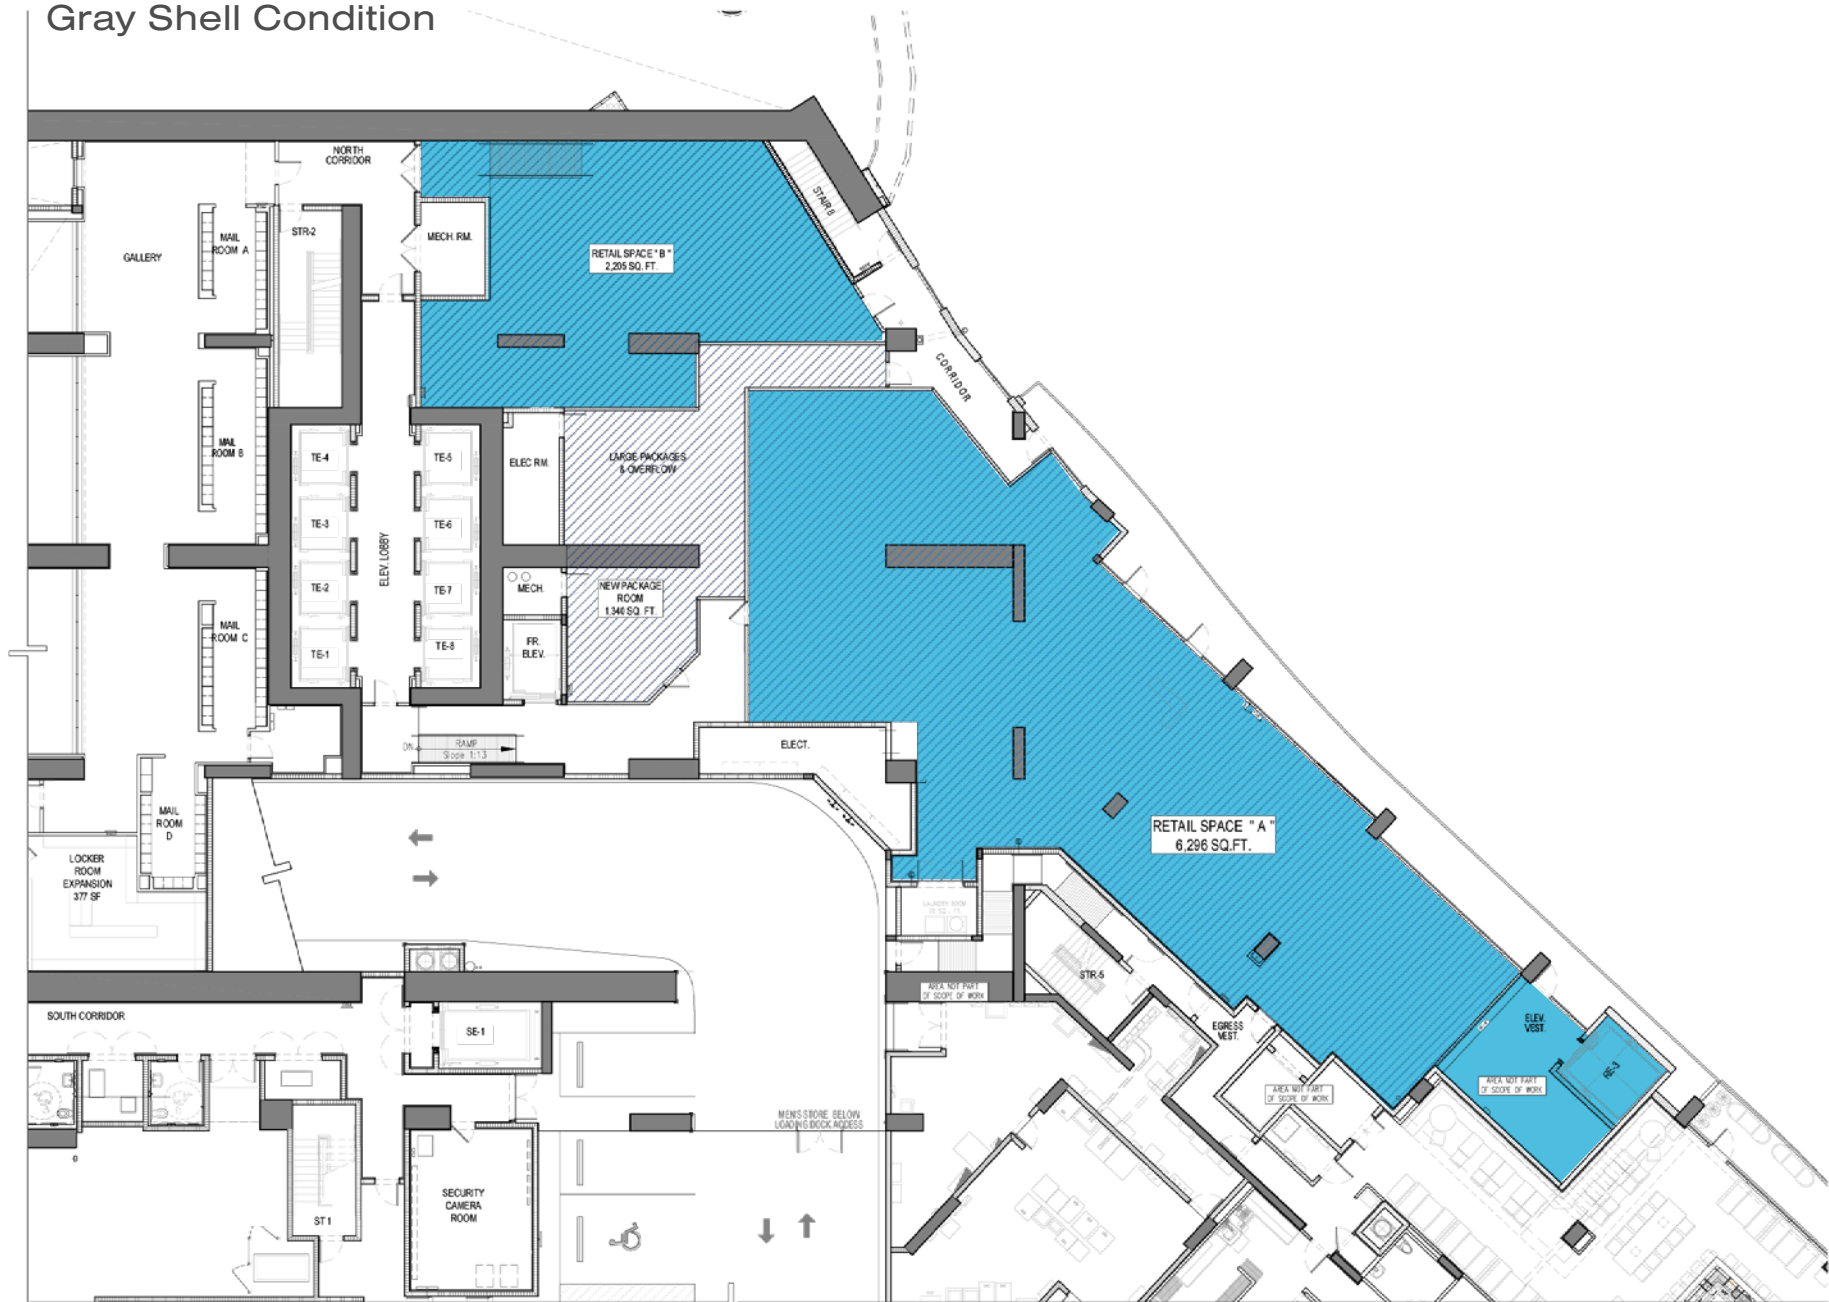 Gray Shell Condition
NORTH
CORRIDOR
STAIR 8
MAIL
ROOM A
STR-2
MECH. RM.
GALLERY
RETAIL SPACE " B "
2,205 SQ. FT.
CORRIDOR
MAIL
ROOM B
TE-4
TE-5
ELEC RM.
LARGE PACKAGES
& OVERFLOW
TE-3
TE-6
ELEV. LOBBY
TE-2
TE-7
MECH.
NEW PACKAGE
ROOM
1,340 SQ. FT.
MAIL
ROOM C
TE-1
TE-8
FR.
ELEV.
DN
RAMP
Slope 1:13
ELECT.
MAIL
ROOM
D
RETAIL SPACE " A "
6,296 SQ.FT.
LOCKER
ROOM
EXPANSION
377 SF
LAUNDRY ROOM
STR-5
AREA NOT PART
OF SCOPE OF WORK
SOUTH CORRIDOR
SE-1
EGRESS
VEST.
ELEV.
VEST.
RE-3
AREA NOT PART
OF SCOPE OF WORK
AREA NOT PART
OF SCOPE OF WORK
MEN'S STORE BELOW
LOADING DOCK ACCESS
SECURITY
CAMERA
ROOM
ST 1